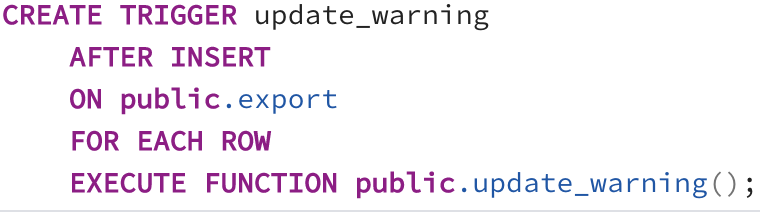 CREATE TRIGGER update_warning
AFTER INSERT
ON public.export
FOR EACH ROW
EXECUTE FUNCTION public.update_warning();